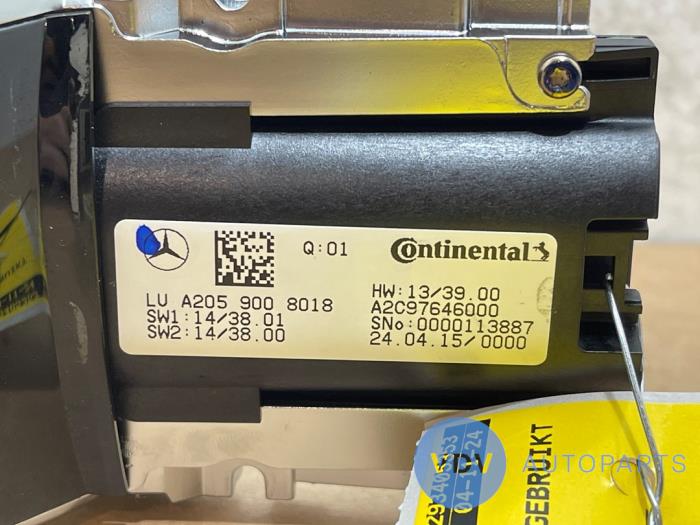 Q:01
Continental
LU A205 900 8018
SW1:14/38.01
SW2:14/38.00
HW:13/39.00
A2C97646000
SNo:0000113887
24.04.15/0000
VDV AUTOPARTS
GEBRUIKT